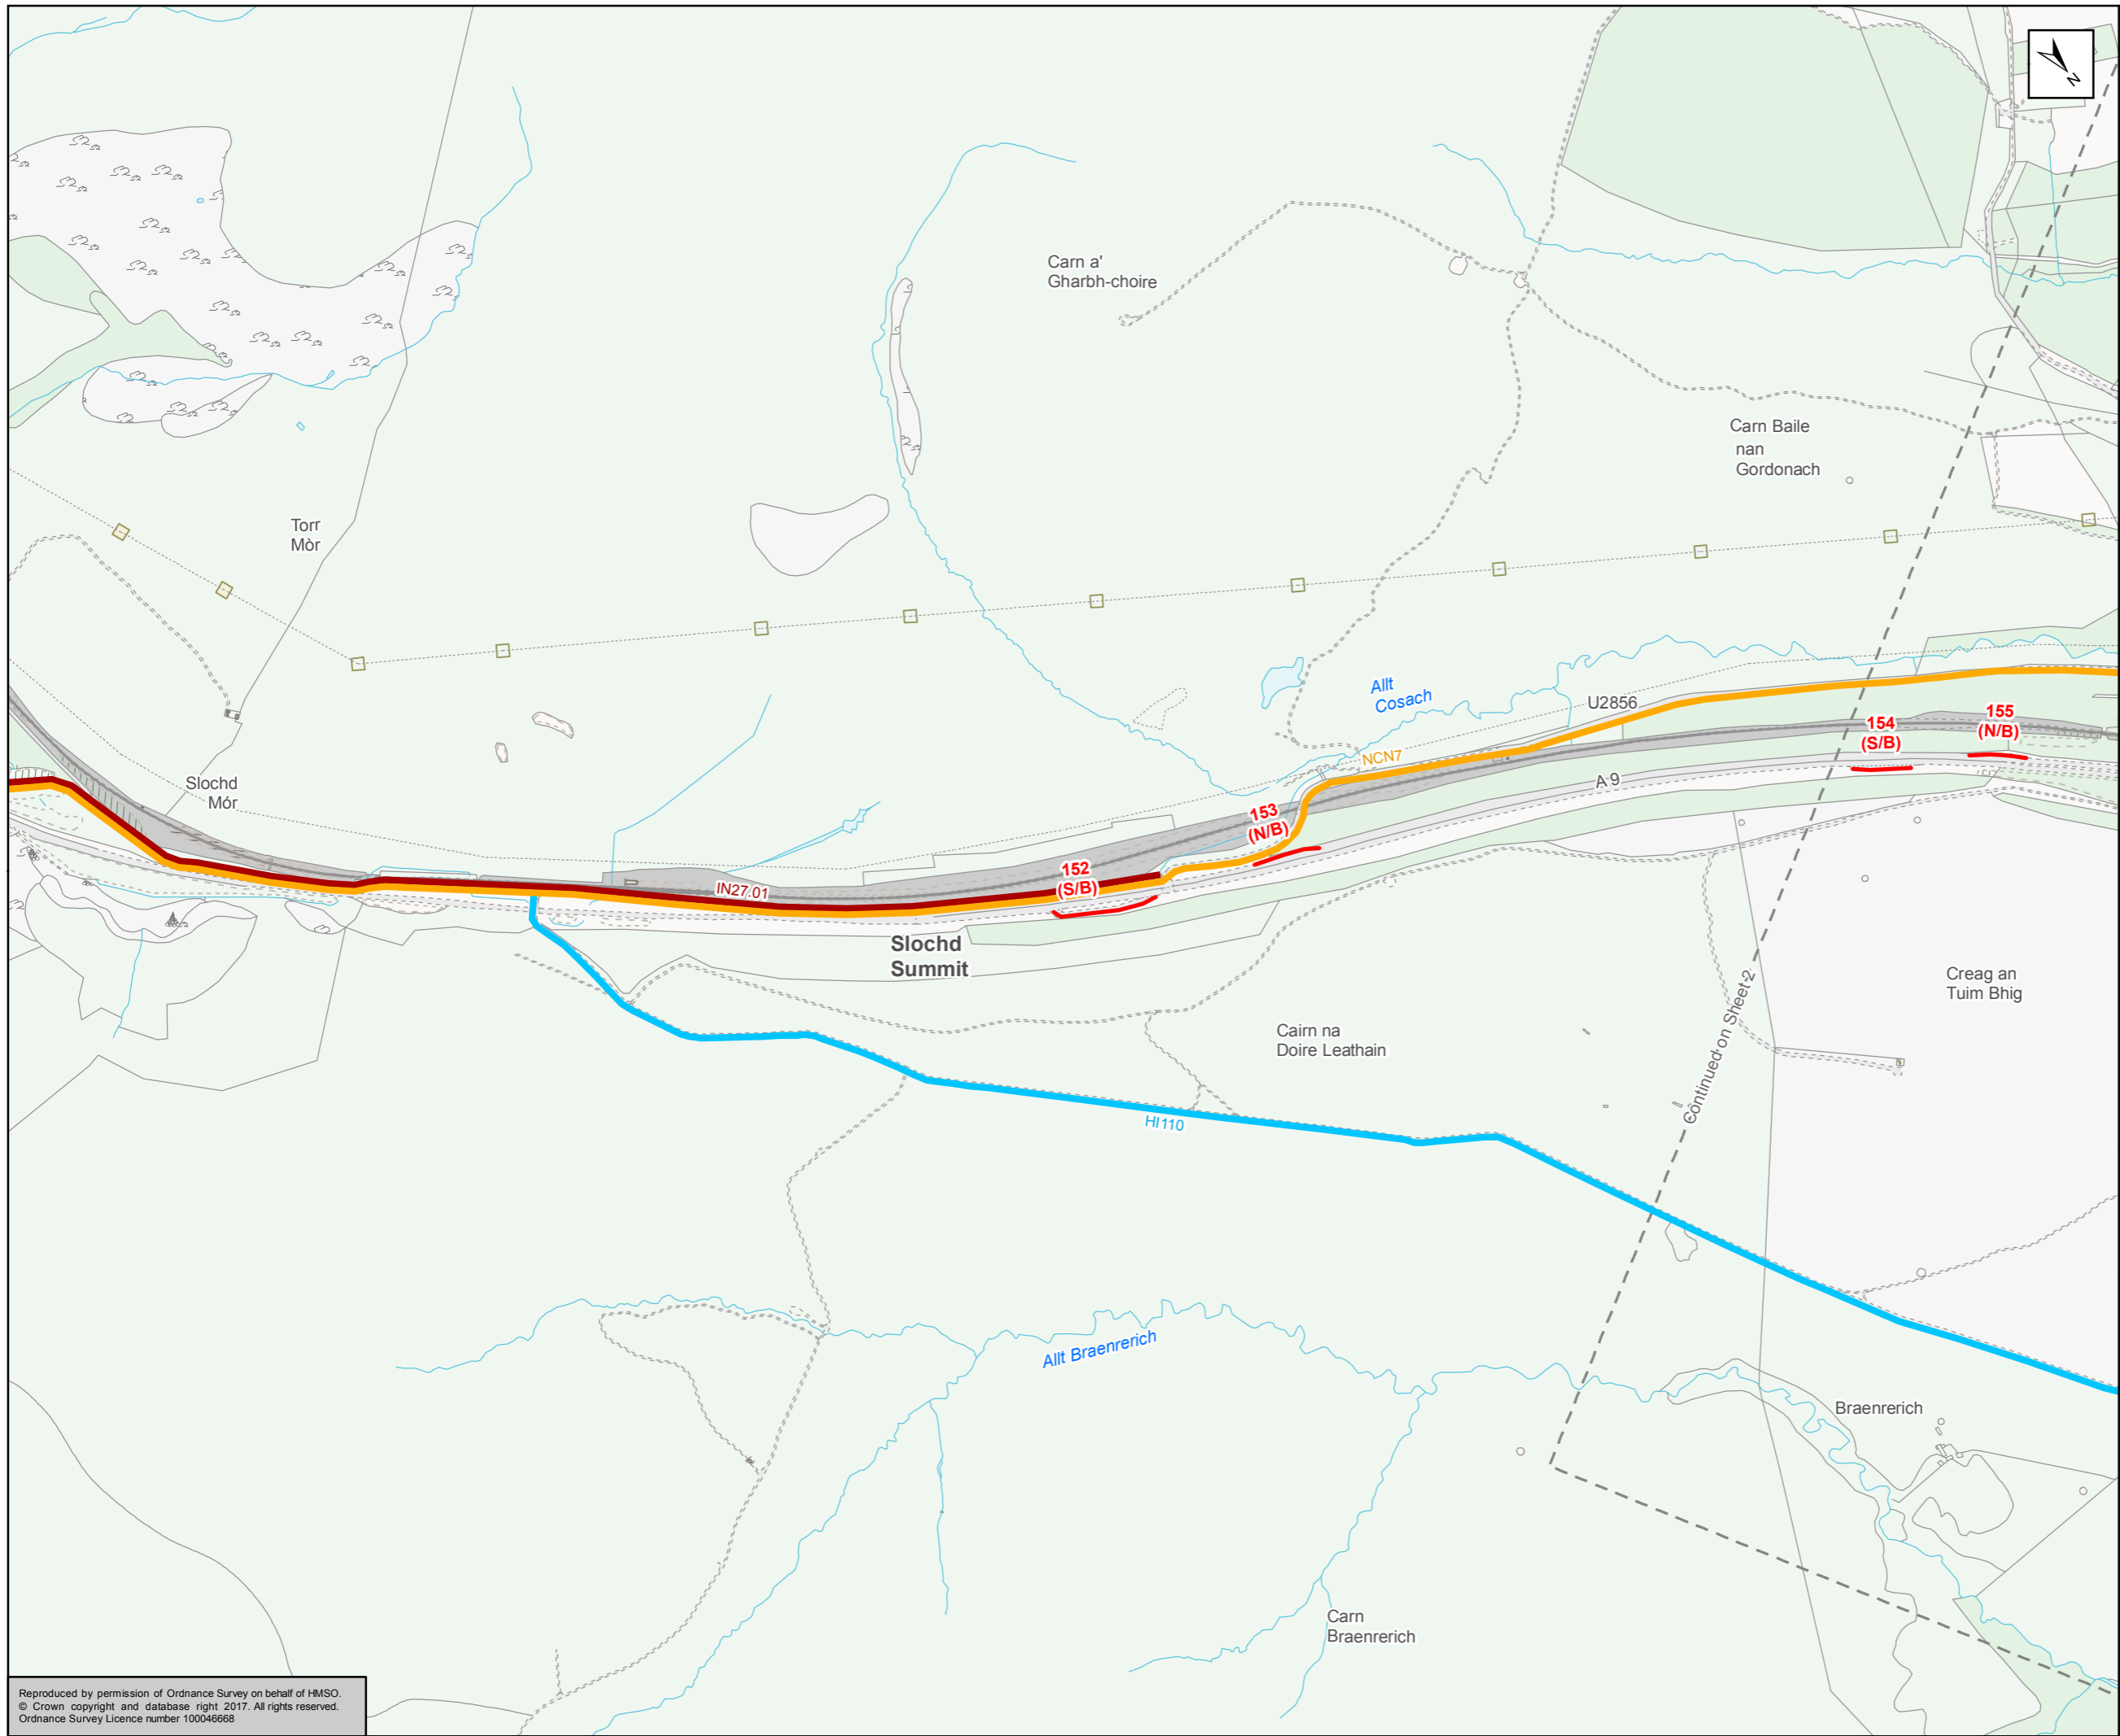 N
Carn a'
Gharbh-choire
Carn Baile
nan
Gordonach
Torr
Mòr
Allt
Cosach
U2856
154
(S/B)
155
(N/B)
NCN7
A 9
Slochd
Mór
153
(N/B)
152
(S/B)
IN27.01
Slochd
Summit
Creag an
Tuim Bhig
Continued on Sheet 2
Cairn na
Doire Leathain
HI110
Allt Braenrerich
Braenrerich
Carn
Braenrerich
Reproduced by permission of Ordnance Survey on behalf of HMSO.
© Crown copyright and database right 2017. All rights reserved.
Ordnance Survey Licence number 100046668